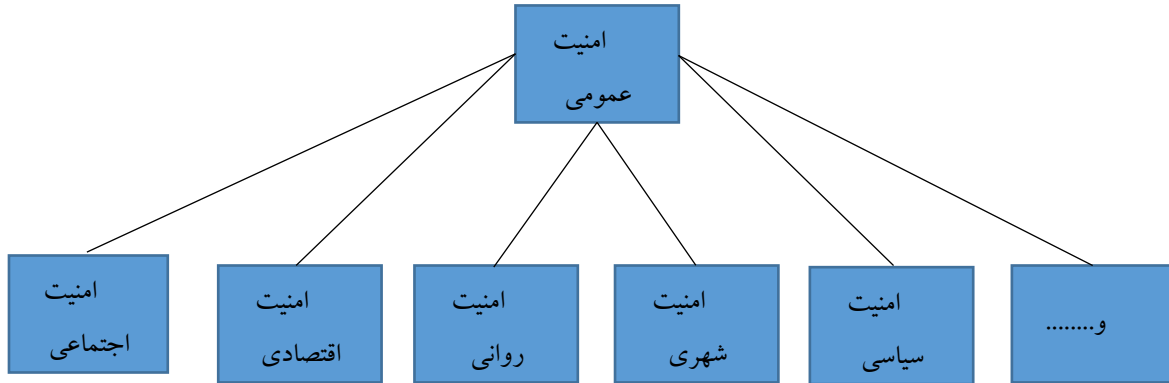 امنیت
عمومی
امنیت
اجتماعی
امنیت
اقتصادی
امنیت
روانی
امنیت
شهری
امنیت
سیاسی
و........